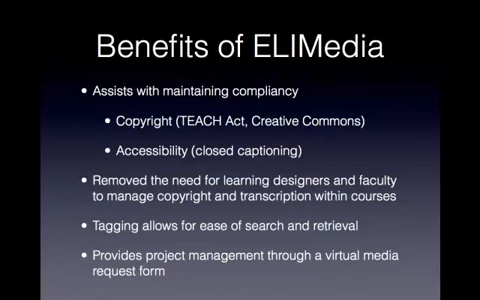 Benefits of ELIMedia
• Assists with maintaining compliancy
• Copyright (TEACH Act, Creative Commons)
• Accessibility (closed captioning)
• Removed the need for learning designers and faculty
to manage copyright and transcription within courses
• Tagging allows for ease of search and retrieval
• Provides project management through a virtual media
request form